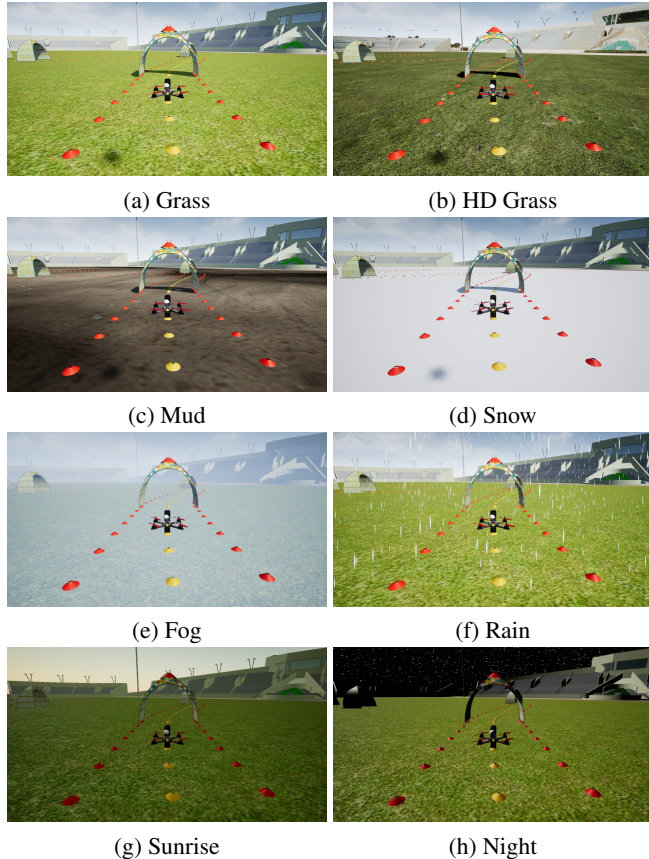 (a) Grass
(b) HD Grass
(c) Mud
(d) Snow
(e) Fog
(f) Rain
(g) Sunrise
(h) Night